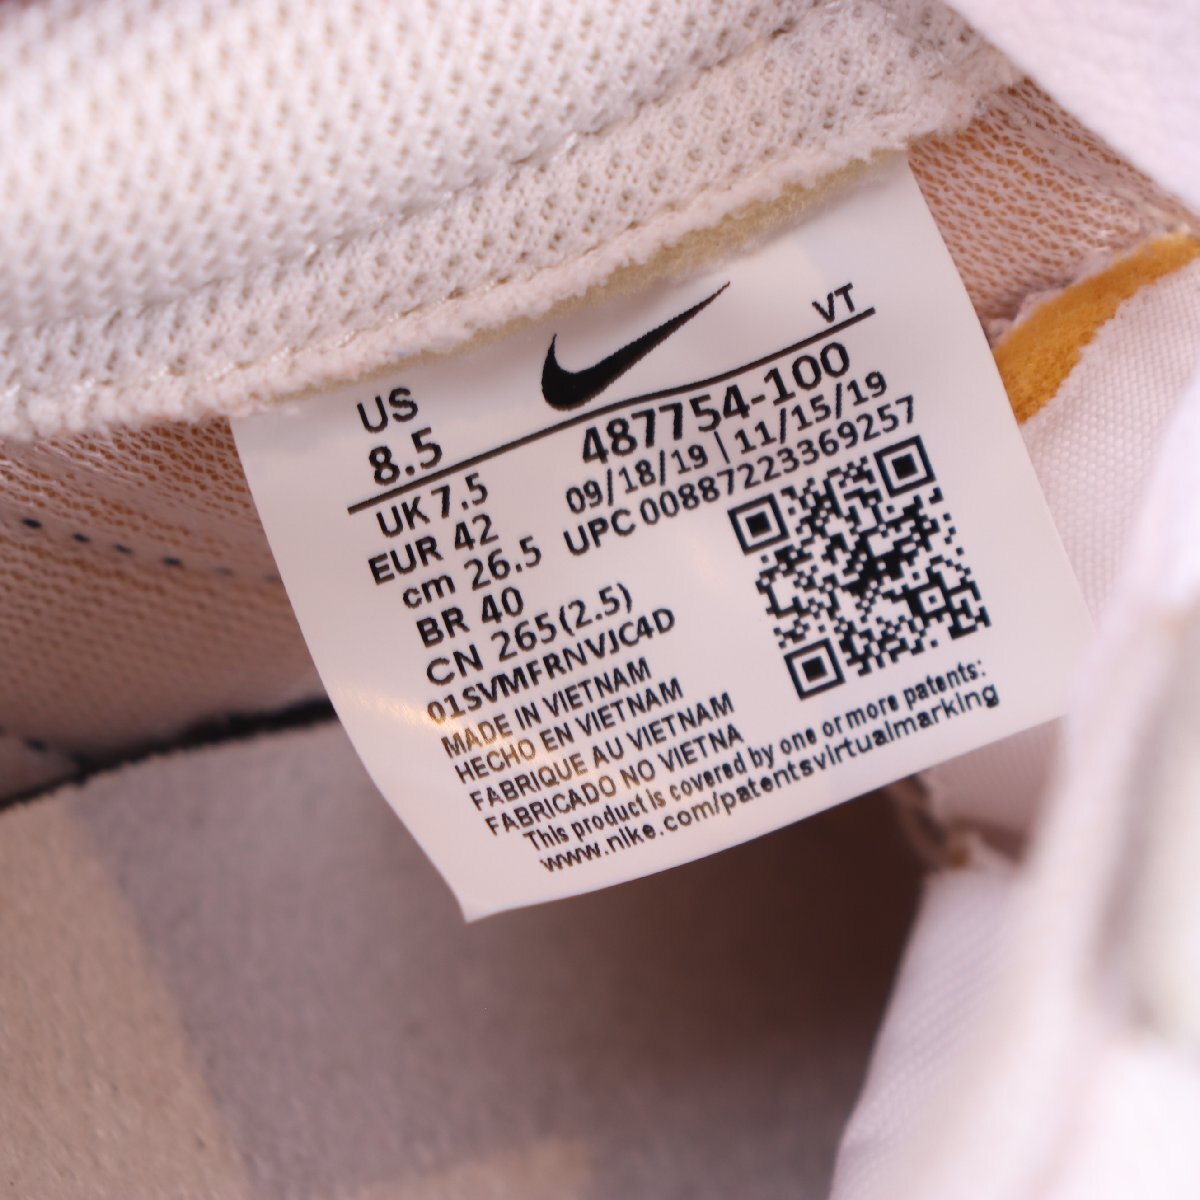 VT
US
8.5
487754-100
UK 7.5
09/18/19 | 11/15/19
EUR 42
UPC 00887223369257
cm 26.5
BR 40
CN 265(2.5)
01SVMFRNVJC4D
MADE IN VIETNAM
HECHO EN VIETNAM
FABRIQUE AU VIETNAM
FABRICADO NO VIETNA
This product is covered by one or more patents:
www.nike.com/patentsvirtualmarking